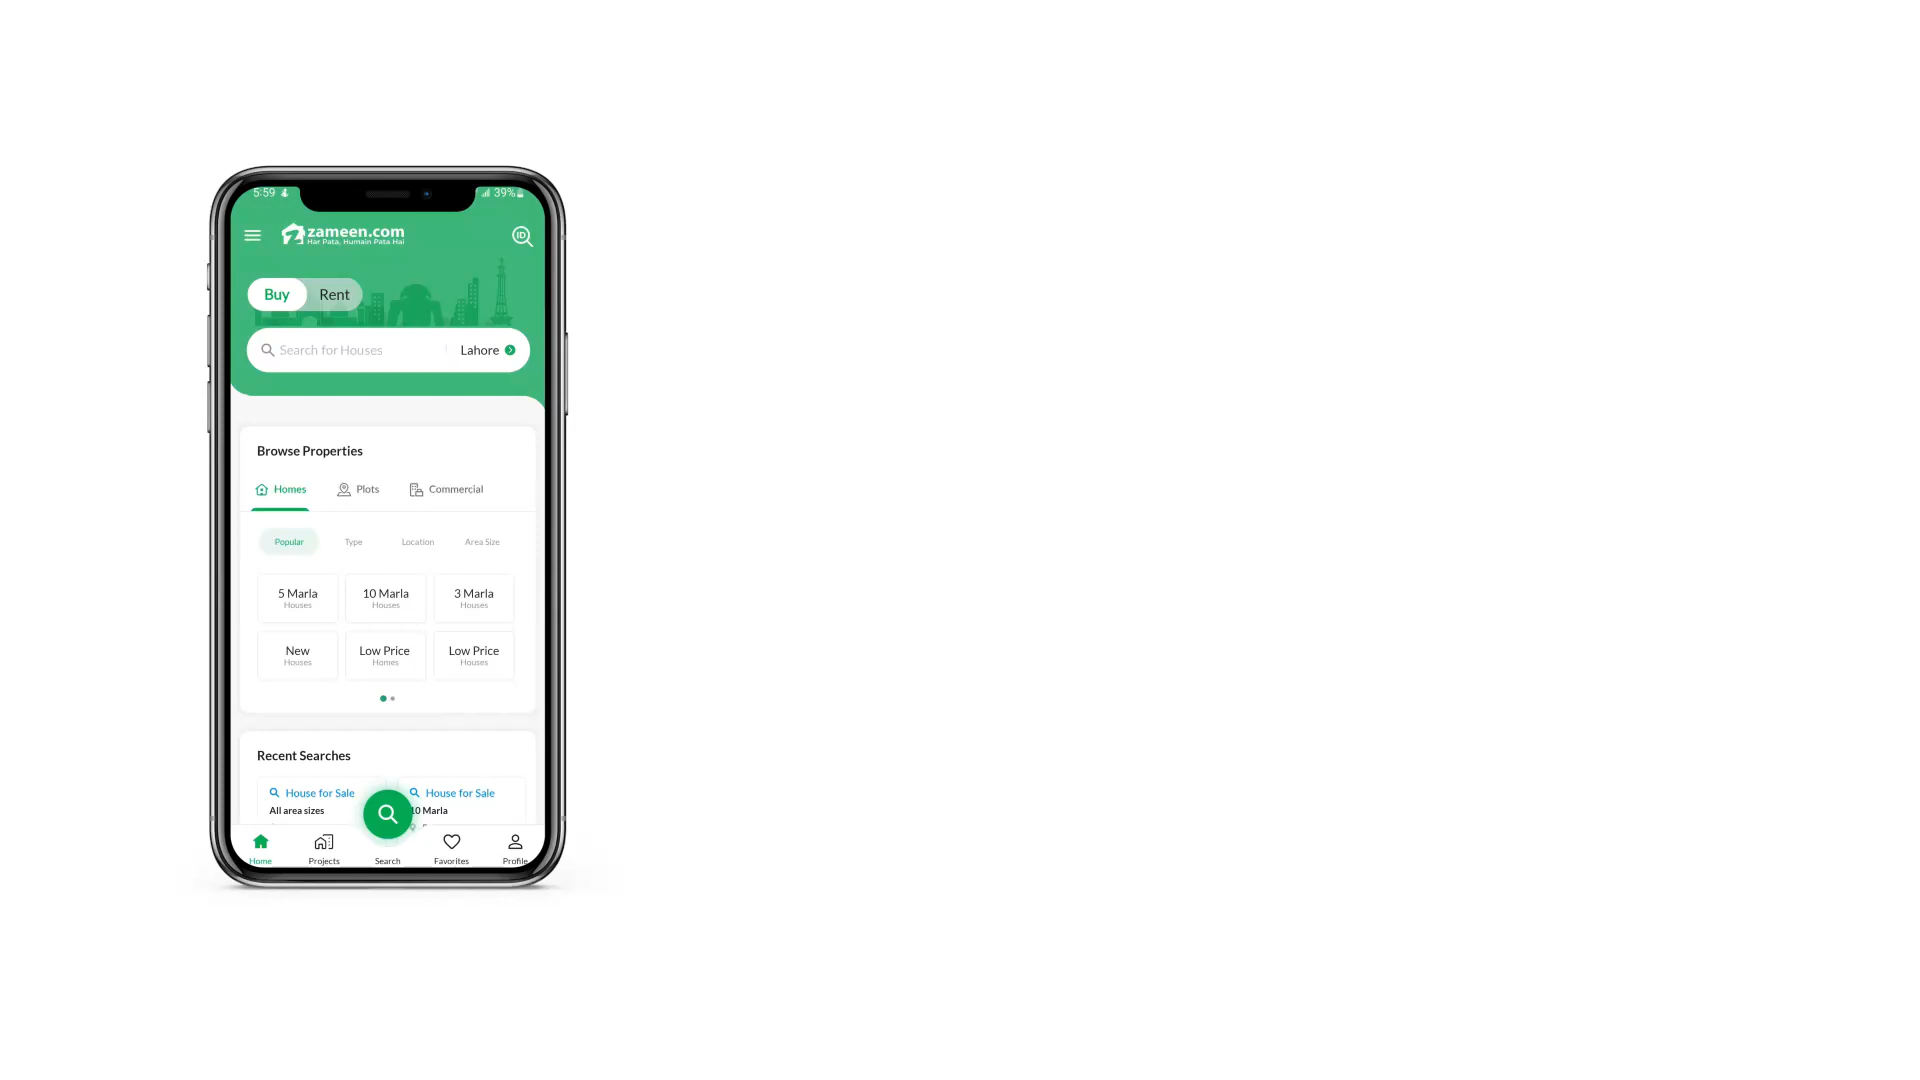 5:59
39%
zameen.com
Har Pata, Humain Pata Hai
ID
Buy Rent
Search for Houses Lahore
Browse Properties
Homes Plots Commercial
Popular Type Location Area Size
5 Marla 10 Marla 3 Marla
Houses Houses Houses
New Low Price Low Price
Houses Homes Houses
Recent Searches
House for Sale House for Sale
All area sizes 10 Marla
Home Projects Search Favorites Profile